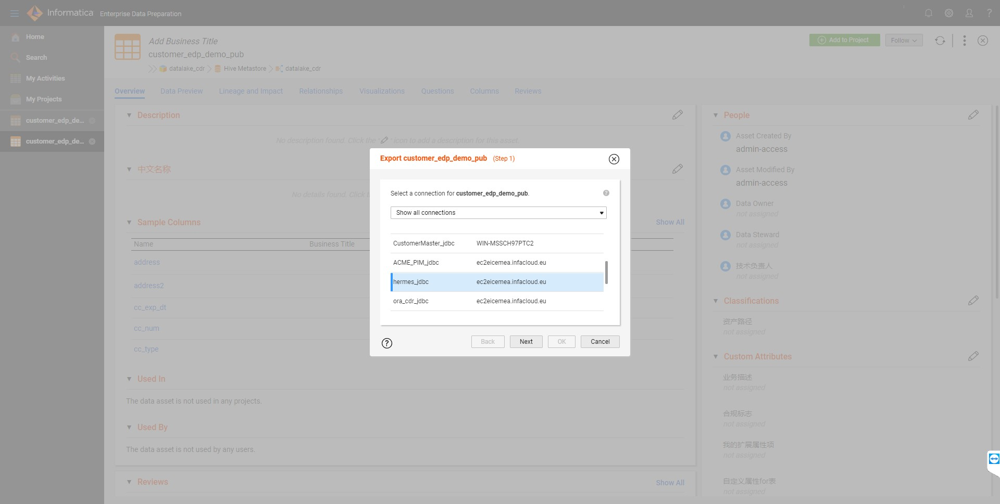 Informatica Enterprise Data Preparation
Home
Search
My Activities
My Projects
customer_edp_de...
customer_edp_de...
Add Business Title
customer_edp_demo_pub
datalake_cdr
Hive Metastore
datalake_cdr
Add to Project
Follow
Overview
Data Preview
Lineage and Impact
Relationships
Visualizations
Questions
Columns
Reviews
Description
No description found. Click the " " icon to add a description for this asset.
中文名称
No details found. Click t
Sample Columns
Show All
Name
Business Title
address
address2
cc_exp_dt
cc_num
cc_type
Used In
The data asset is not used in any projects.
Used By
The data asset is not used by any users.
Reviews
Show All
Export customer_edp_demo_pub (Step 1)
Select a connection for customer_edp_demo_pub.
?
Show all connections
CustomerMaster_jdbc WIN-MSSCH97PTC2
ACME_PIM_jdbc ec2eicemea.infacloud.eu
hermes_jdbc ec2eicemea.infacloud.eu
ora_cdr_jdbc ec2eicemea.infacloud.eu
?
Back
Next
OK
Cancel
People
Asset Created By
admin-access
Asset Modified By
admin-access
Data Owner
not assigned
Data Steward
not assigned
技术负责人
not assigned
Classifications
资产路径
not assigned
Custom Attributes
业务描述
not assigned
合规标志
not assigned
我的扩展属性项
not assigned
自定义属性for表
not assigned